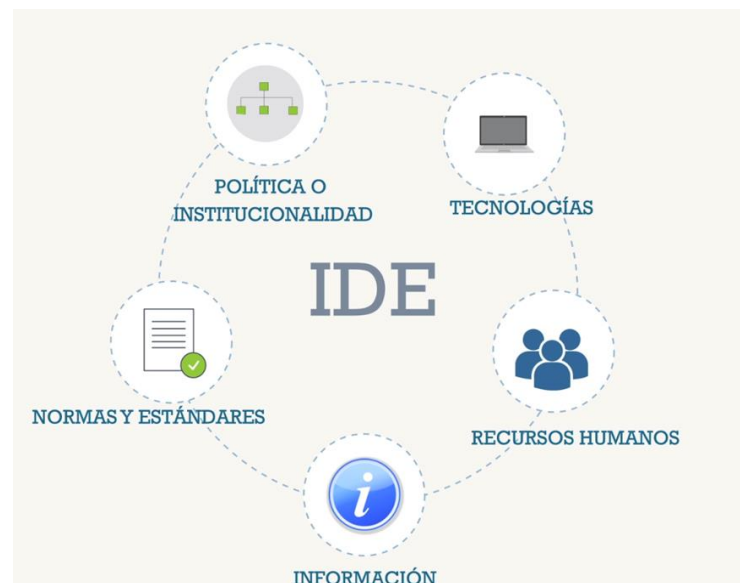 POLÍTICA O
INSTITUCIONALIDAD
TECNOLOGÍAS
IDE
NORMAS Y ESTÁNDARES
RECURSOS HUMANOS
i
INFORMACIÓN